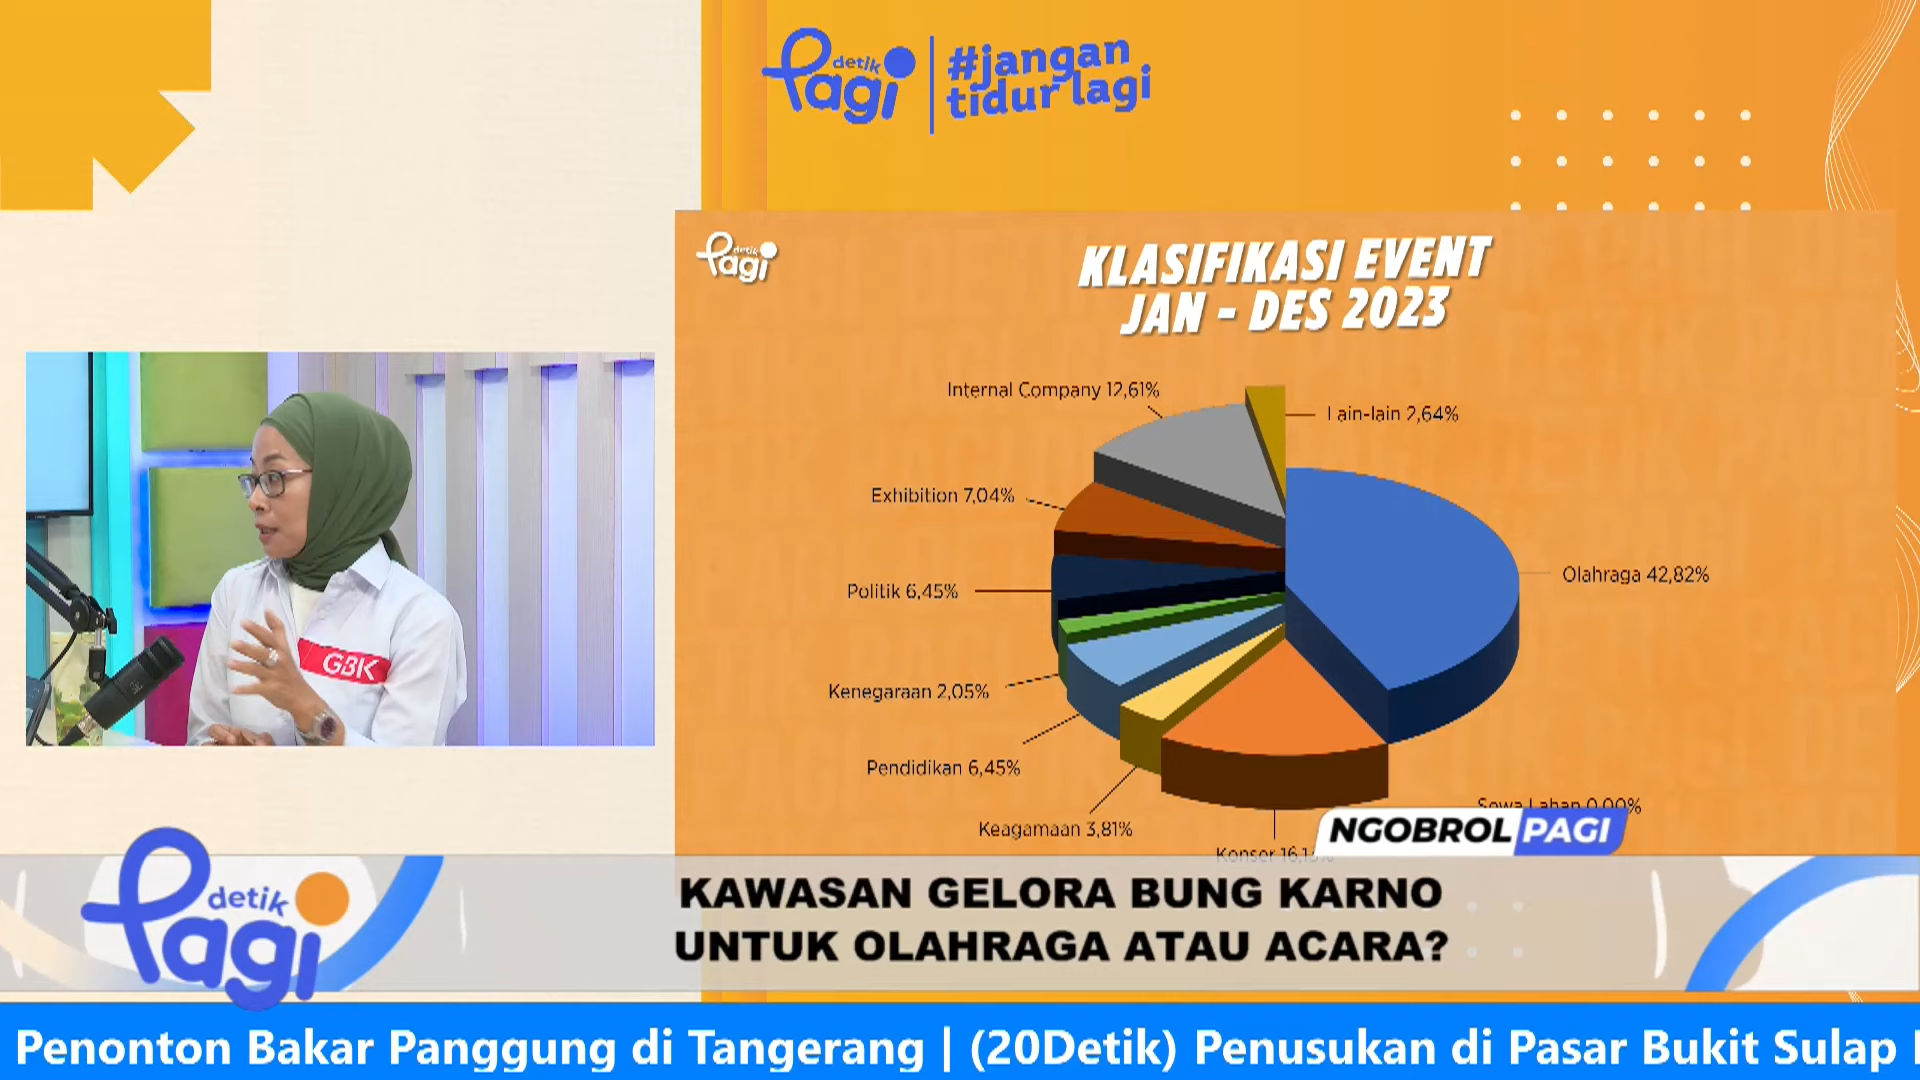 detik
Pagi
#jangan
tidur lagi
detik
Pagi
KLASIFIKASI EVENT
JAN - DES 2023
Internal Company 12,61%
Lain-lain 2,64%
Exhibition 7,04%
Olahraga 42,82%
Politik 6,45%
Kenegaraan 2,05%
Pendidikan 6,45%
Keagamaan 3,81%
Sewa Lahan 0,00%
Konser
GBK
NGOBROL PAGI
detik
Pagi
KAWASAN GELORA BUNG KARNO
UNTUK OLAHRAGA ATAU ACARA?
Penonton Bakar Panggung di Tangerang | (20Detik) Penusukan di Pasar Bukit Sulap